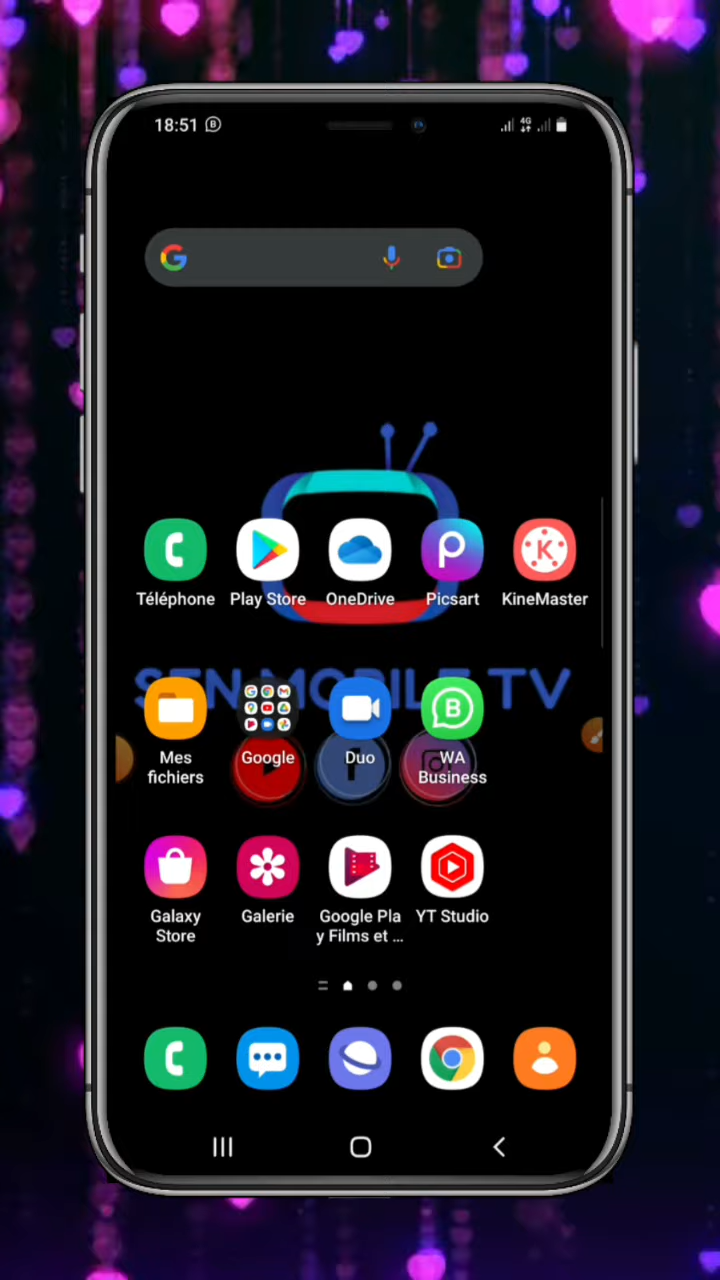 18:51
4G
Téléphone
Play Store
OneDrive
Picsart
KineMaster
SEN MOBILE TV
Mes
fichiers
Google
Duo
WA
Business
Galaxy
Store
Galerie
Google Pla
y Films et ...
YT Studio